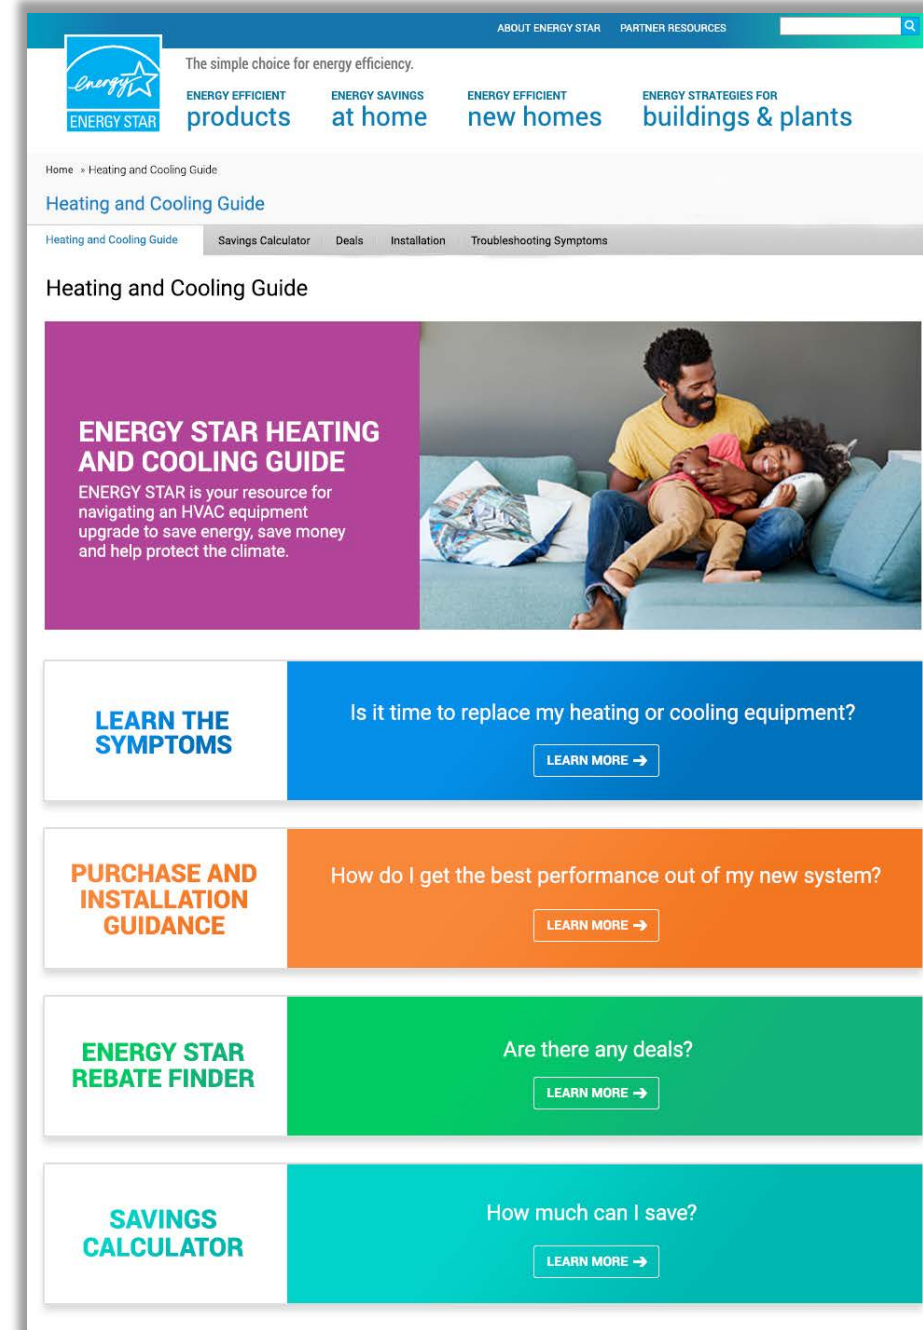 ABOUT ENERGY STAR PARTNER RESOURCES
energy
ENERGY STAR
The simple choice for energy efficiency.
ENERGY EFFICIENT
products
ENERGY SAVINGS
at home
ENERGY EFFICIENT
new homes
ENERGY STRATEGIES FOR
buildings & plants
Home » Heating and Cooling Guide
Heating and Cooling Guide
Heating and Cooling Guide Savings Calculator Deals Installation Troubleshooting Symptoms
Heating and Cooling Guide
ENERGY STAR HEATING
AND COOLING GUIDE
ENERGY STAR is your resource for
navigating an HVAC equipment
upgrade to save energy, save money
and help protect the climate.
LEARN THE
SYMPTOMS
Is it time to replace my heating or cooling equipment?
LEARN MORE →
PURCHASE AND
INSTALLATION
GUIDANCE
How do I get the best performance out of my new system?
LEARN MORE →
ENERGY STAR
REBATE FINDER
Are there any deals?
LEARN MORE →
SAVINGS
CALCULATOR
How much can I save?
LEARN MORE →